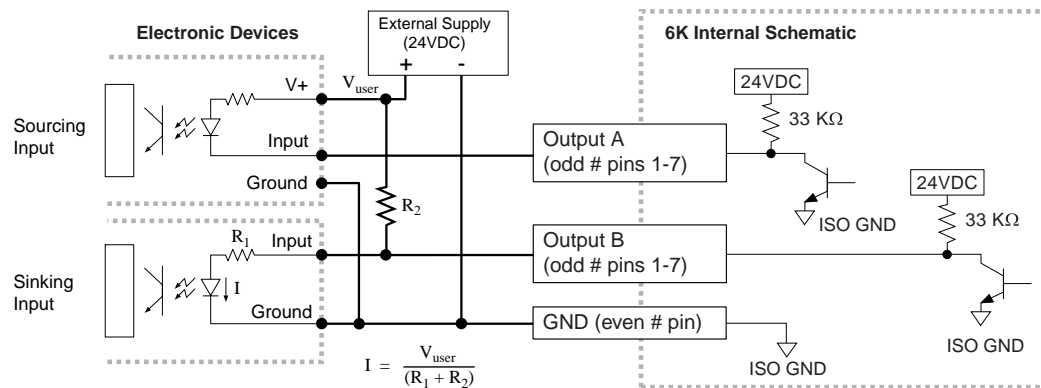 Electronic Devices
External Supply
(24VDC)
+ -
6K Internal Schematic
V+
Vuser
24VDC
33 KΩ
Sourcing
Input
Input
Output A
(odd # pins 1-7)
Ground
R2
ISO GND
24VDC
33 KΩ
R1
Input
Output B
(odd # pins 1-7)
Sinking
Input
I
Ground
GND (even # pin)
ISO GND
ISO GND
I = Vuser
(R1 + R2)